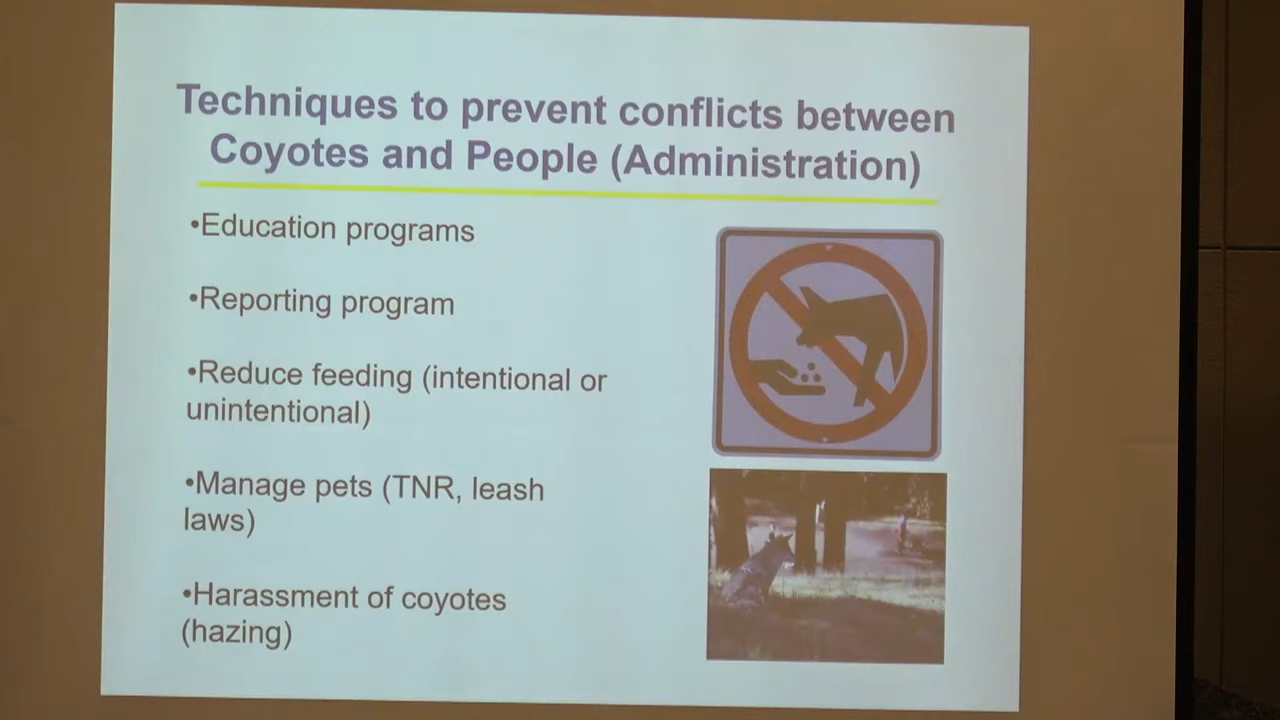 Techniques to prevent conflicts between
Coyotes and People (Administration)
•Education programs
•Reporting program
•Reduce feeding (intentional or
unintentional)
•Manage pets (TNR, leash
laws)
•Harassment of coyotes
(hazing)